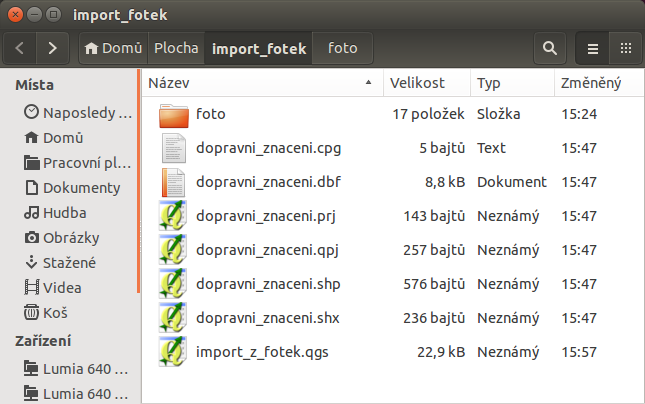 import_fotek
Domů Plocha import_fotek foto
Místa
Naposledy ...
Domů
Pracovní pl...
Dokumenty
Hudba
Obrázky
Stažené
Videa
Koš
Zařízení
Lumia 640 ...
Lumia 640 ...
Název Velikost Typ Změněný
foto 17 položek Složka 15:24
dopravni_znaceni.cpg 5 bajtů Text 15:47
dopravni_znaceni.dbf 8,8 kB Dokument 15:47
dopravni_znaceni.prj 143 bajtů Neznámý 15:47
dopravni_znaceni.qpj 257 bajtů Neznámý 15:47
dopravni_znaceni.shp 576 bajtů Neznámý 15:47
dopravni_znaceni.shx 236 bajtů Neznámý 15:47
import_z_fotek.qgs 22,9 kB Neznámý 15:57